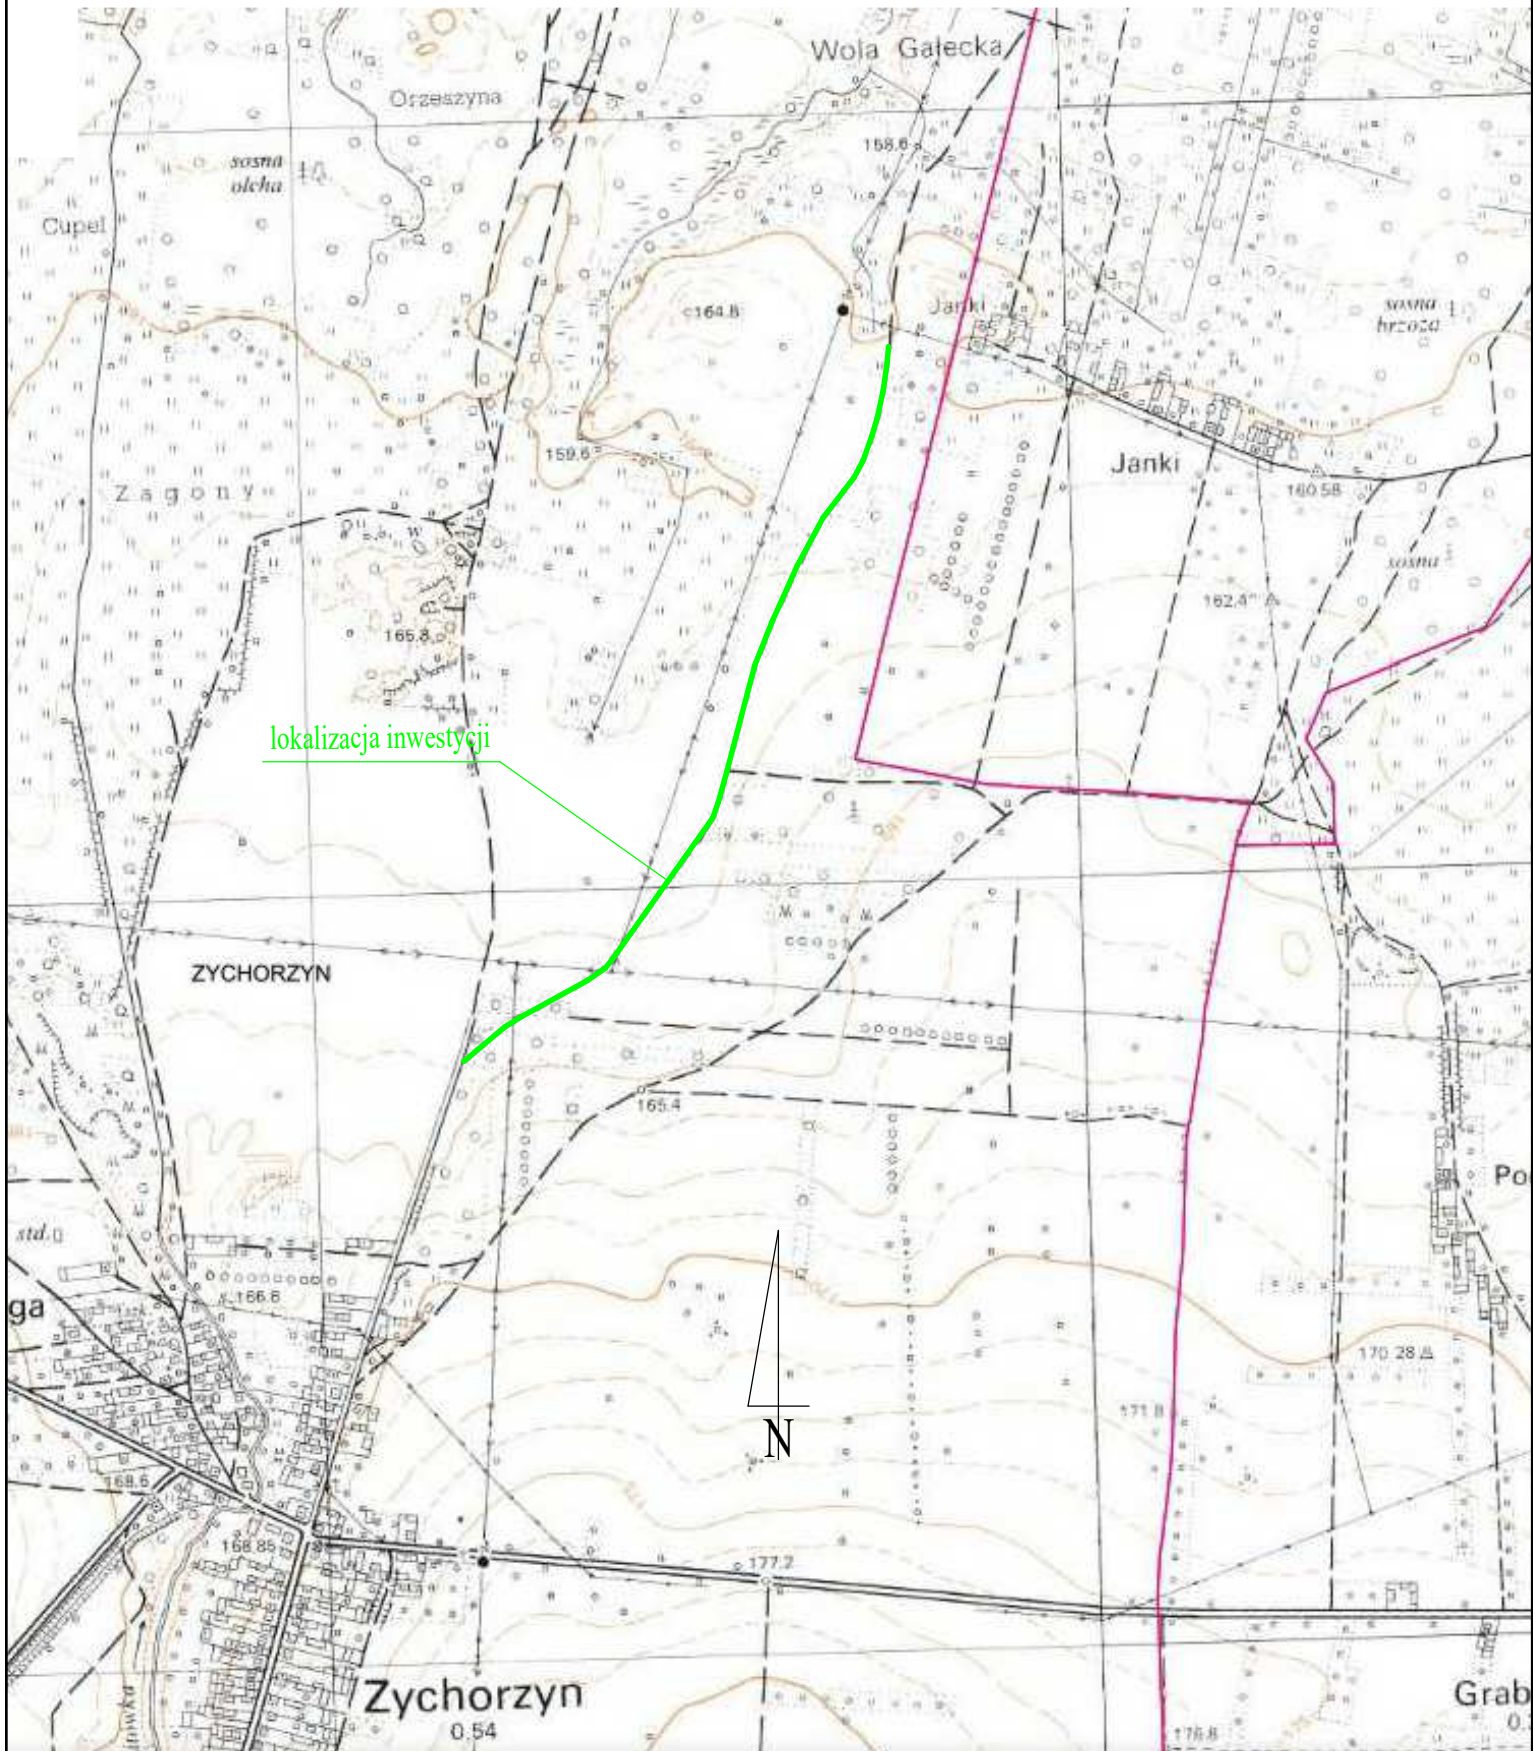 Wola Gałecka
Orzeszyna
158.6
sosna
olcha
Cupel
164.8
Janki
sosna
brzoza
159.6
Janki
160.58
Zagony
sosna
162.4
165.8
lokalizacja inwestycji
ZYCHORZYN
165.4
std.
ga
166.6
170.28
171.8
N
168.6
168.85
177.2
Zychorzyn
0.54
Grab
176.8